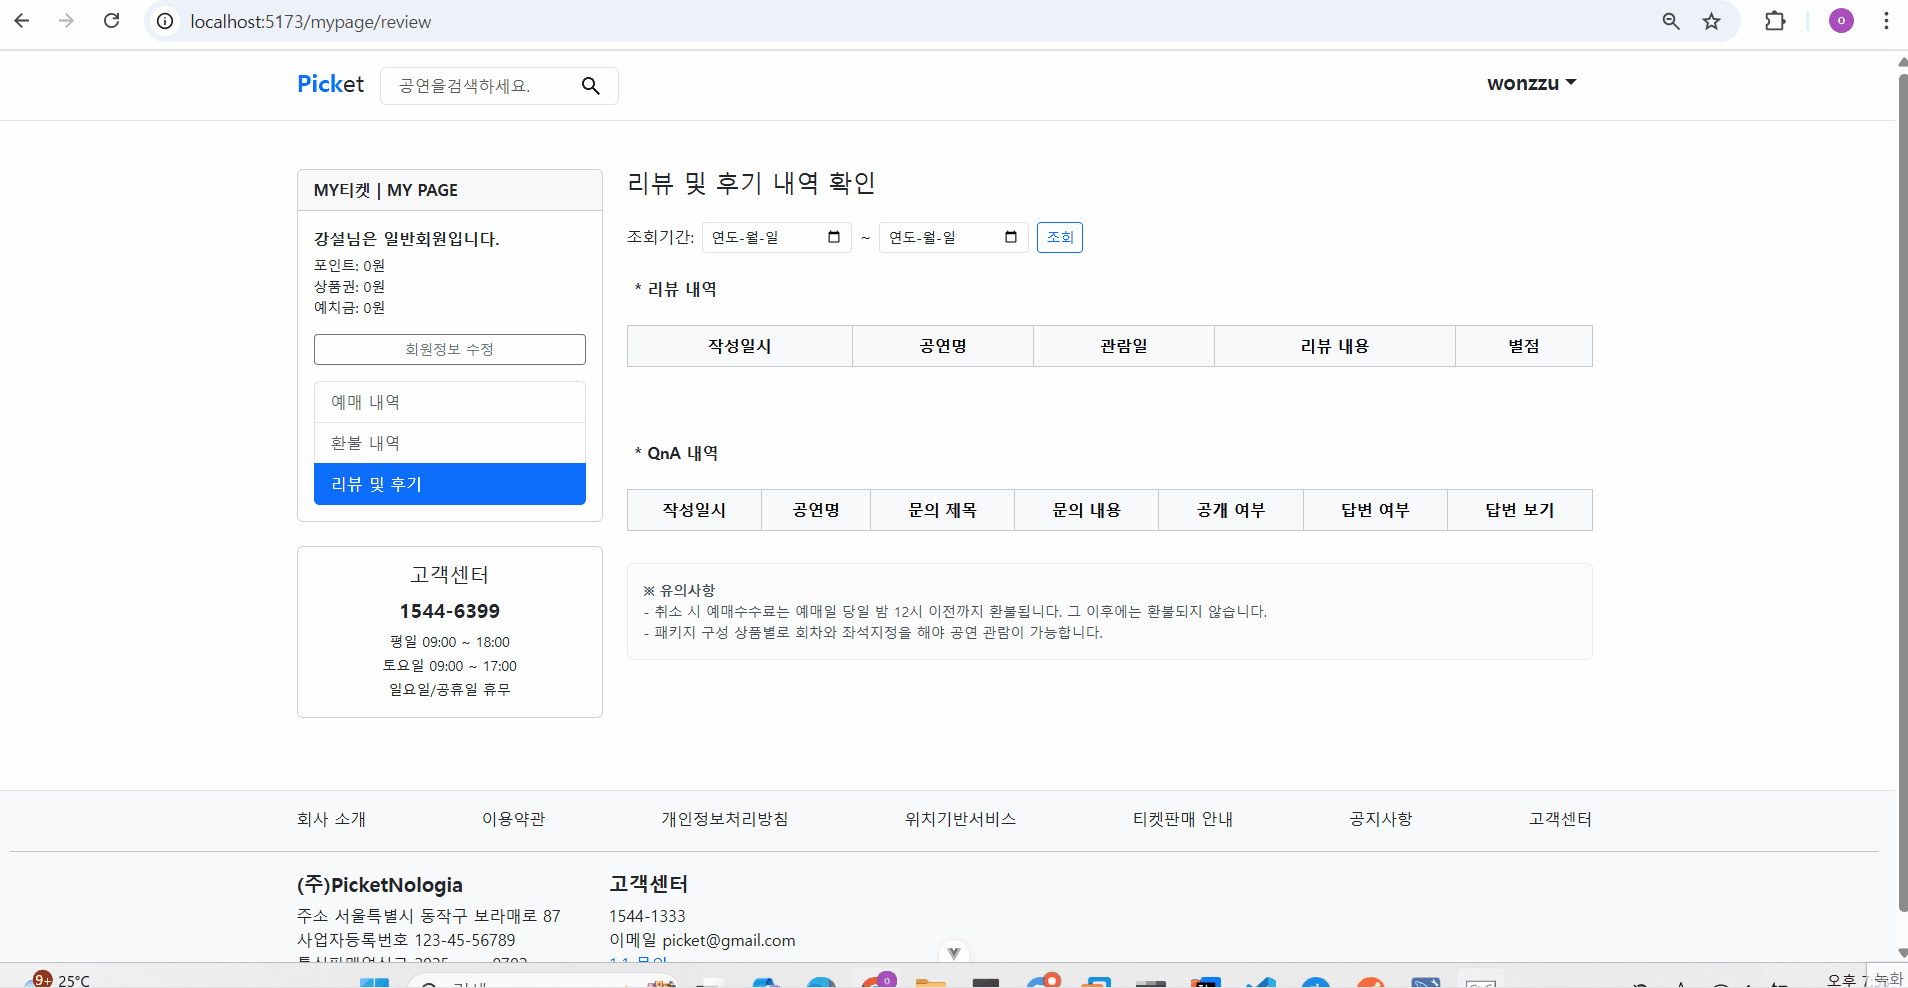 localhost:5173/mypage/review
Picket
공연을검색하세요.
wonzzu
MY티켓 | MY PAGE
강설님은 일반회원입니다.
포인트: 0원
상품권: 0원
예치금: 0원
회원정보 수정
예매 내역
환불 내역
리뷰 및 후기
고객센터
1544-6399
평일 09:00 ~ 18:00
토요일 09:00 ~ 17:00
일요일/공휴일 휴무
리뷰 및 후기 내역 확인
조회기간: 연도-월-일 ~ 연도-월-일 조회
* 리뷰 내역
작성일시 공연명 관람일 리뷰 내용 별점
* QnA 내역
작성일시 공연명 문의 제목 문의 내용 공개 여부 답변 여부 답변 보기
※ 유의사항
- 취소 시 예매수수료는 예매일 당일 밤 12시 이전까지 환불됩니다. 그 이후에는 환불되지 않습니다.
- 패키지 구성 상품별로 회차와 좌석지정을 해야 공연 관람이 가능합니다.
회사 소개 이용약관 개인정보처리방침 위치기반서비스 티켓판매 안내 공지사항 고객센터
(주)PicketNologia
주소 서울특별시 동작구 보라매로 87
사업자등록번호 123-45-56789
고객센터
1544-1333
이메일 picket@gmail.com
9+ 25°C
오후
녹화